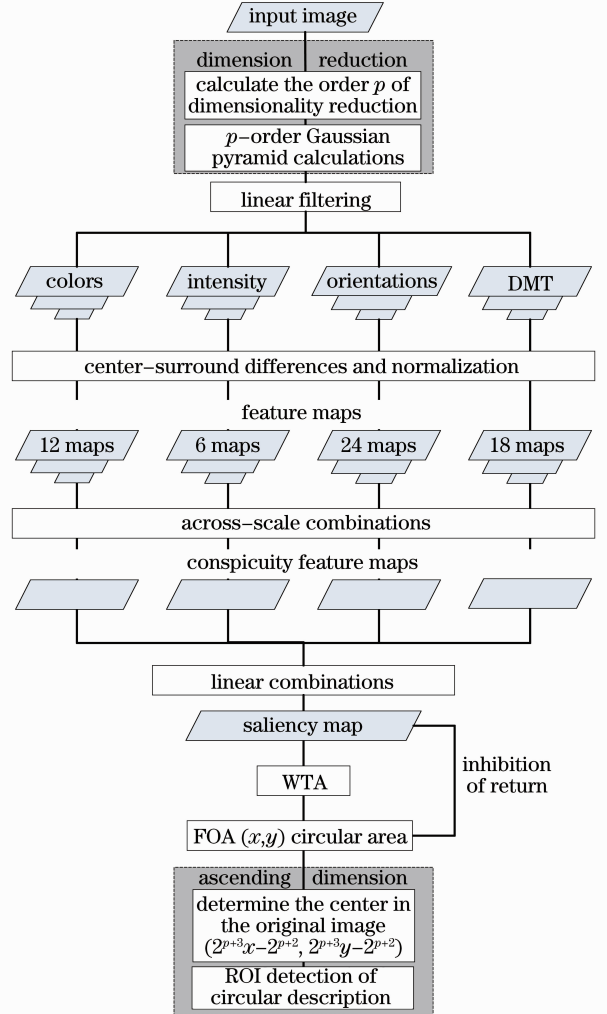 input image
dimension reduction
calculate the order p of
dimensionality reduction
p−order Gaussian
pyramid calculations
linear filtering
colors intensity orientations DMT
center−surround differences and normalization
feature maps
12 maps 6 maps 24 maps 18 maps
across−scale combinations
conspicuity feature maps
linear combinations
saliency map
inhibition
of return
WTA
FOA (x,y) circular area
ascending dimension
determine the center in
the original image
(2^{p+3}x−2^{p+2}, 2^{p+3}y−2^{p+2})
ROI detection of
circular description